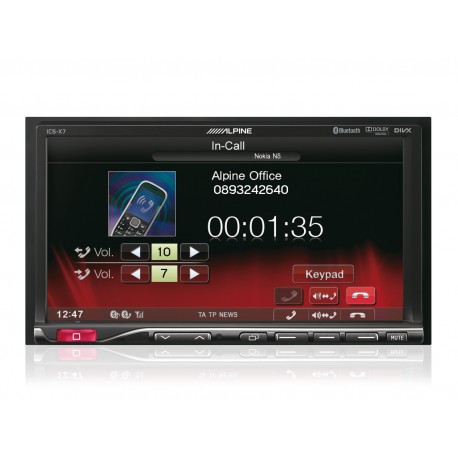 ICS-X7
ALPINE
Bluetooth
DOLBY
DIVX
In-Call
Nokia N5
Alpine Office
0893242640
00:01:35
Vol. 10
Vol. 7
Keypad
12:47
TA TP NEWS
MUTE